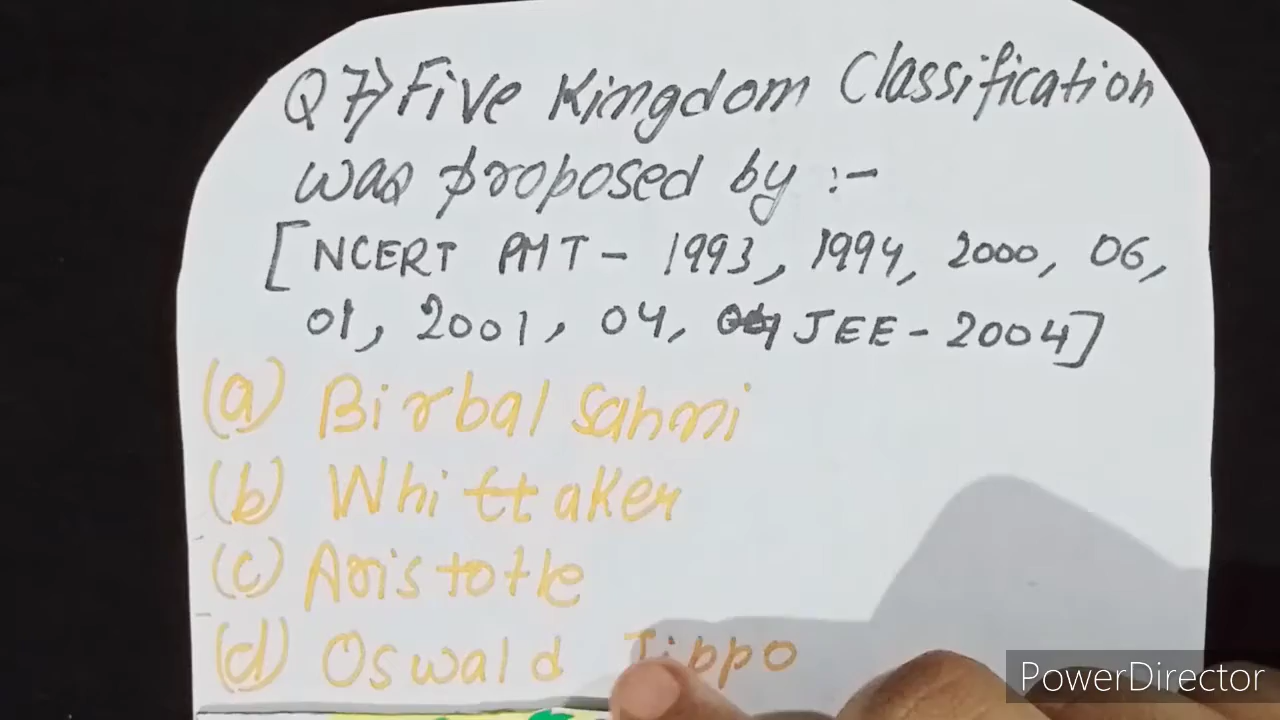 Q7) Five Kingdom Classification
was proposed by :-
[NCERT PMT - 1993, 1994, 2000, 06,
01, 2001, 04, JEE - 2004]
(a) Birbal Sahni
(b) Whittaker
(c) Aristotle
(d) Oswald Tippo
PowerDirector